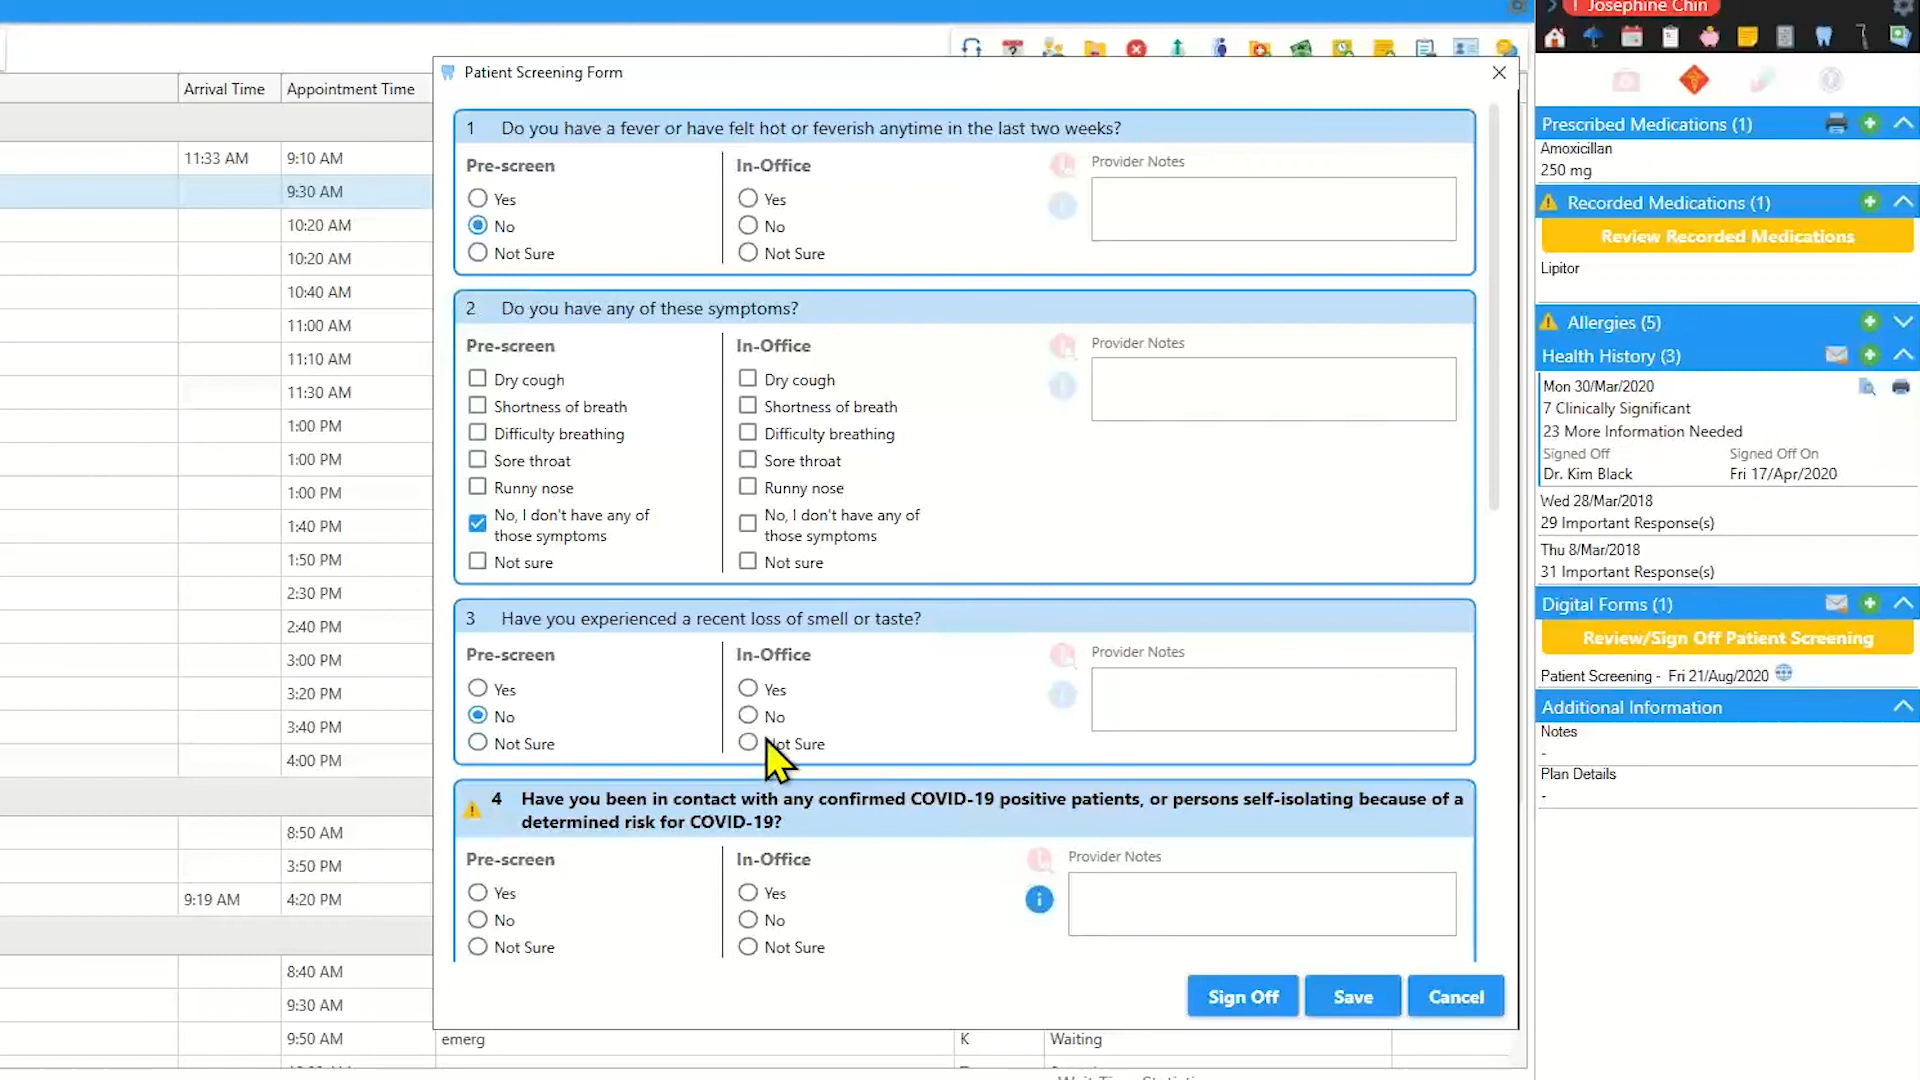 Josephine Chin
Arrival Time
Appointment Time
11:33 AM
9:10 AM
9:30 AM
10:20 AM
10:20 AM
10:40 AM
11:00 AM
11:10 AM
11:30 AM
1:00 PM
1:00 PM
1:00 PM
1:40 PM
1:50 PM
2:30 PM
2:40 PM
3:00 PM
3:20 PM
3:40 PM
4:00 PM
8:50 AM
3:50 PM
9:19 AM
4:20 PM
8:40 AM
9:30 AM
9:50 AM
emerg
K
Waiting
Patient Screening Form
1 Do you have a fever or have felt hot or feverish anytime in the last two weeks?
Pre-screen
Yes
No
Not Sure
In-Office
Yes
No
Not Sure
Provider Notes
2 Do you have any of these symptoms?
Pre-screen
Dry cough
Shortness of breath
Difficulty breathing
Sore throat
Runny nose
No, I don't have any of
those symptoms
Not sure
In-Office
Dry cough
Shortness of breath
Difficulty breathing
Sore throat
Runny nose
No, I don't have any of
those symptoms
Not sure
Provider Notes
3 Have you experienced a recent loss of smell or taste?
Pre-screen
Yes
No
Not Sure
In-Office
Yes
No
Not Sure
Provider Notes
4 Have you been in contact with any confirmed COVID-19 positive patients, or persons self-isolating because of a
determined risk for COVID-19?
Pre-screen
Yes
No
Not Sure
In-Office
Yes
No
Not Sure
Provider Notes
Sign Off
Save
Cancel
Prescribed Medications (1)
Amoxicillan
250 mg
Recorded Medications (1)
Review Recorded Medications
Lipitor
Allergies (5)
Health History (3)
Mon 30/Mar/2020
7 Clinically Significant
23 More Information Needed
Signed Off
Signed Off On
Dr. Kim Black
Fri 17/Apr/2020
Wed 28/Mar/2018
29 Important Response(s)
Thu 8/Mar/2018
31 Important Response(s)
Digital Forms (1)
Review/Sign Off Patient Screening
Patient Screening - Fri 21/Aug/2020
Additional Information
Notes
-
Plan Details
-